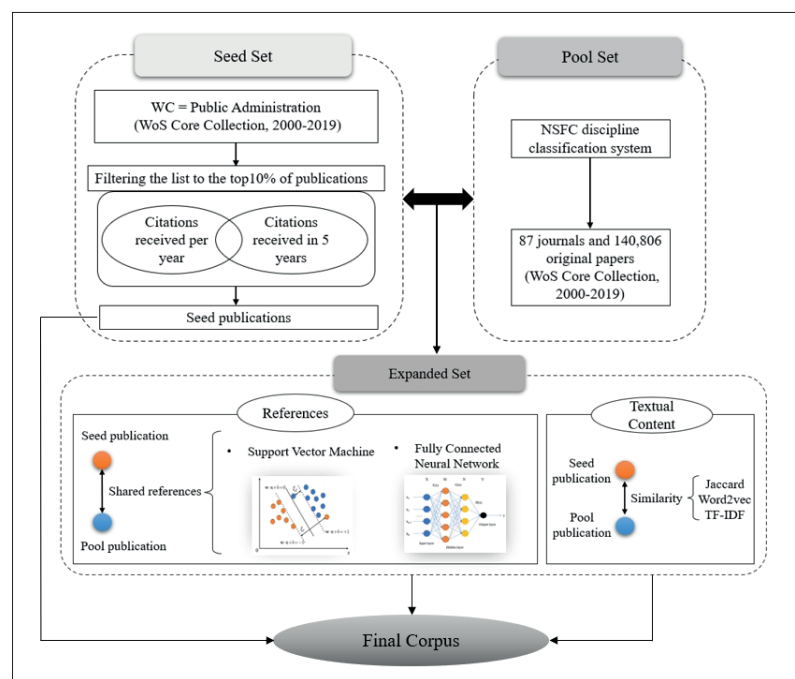 Seed Set
WC = Public Administration
(WoS Core Collection, 2000-2019)
Filtering the list to the top10% of publications
Citations
received per
year
Citations
received in 5
years
Seed publications
Pool Set
NSFC discipline
classification system
87 journals and 140,806
original papers
(WoS Core Collection,
2000-2019)
Expanded Set
References
Seed publication
Shared references
Pool publication
• Support Vector Machine
• Fully Connected
Neural Network
Textual
Content
Seed
publication
Similarity
Pool
publication
Jaccard
Word2vec
TF-IDF
Final Corpus